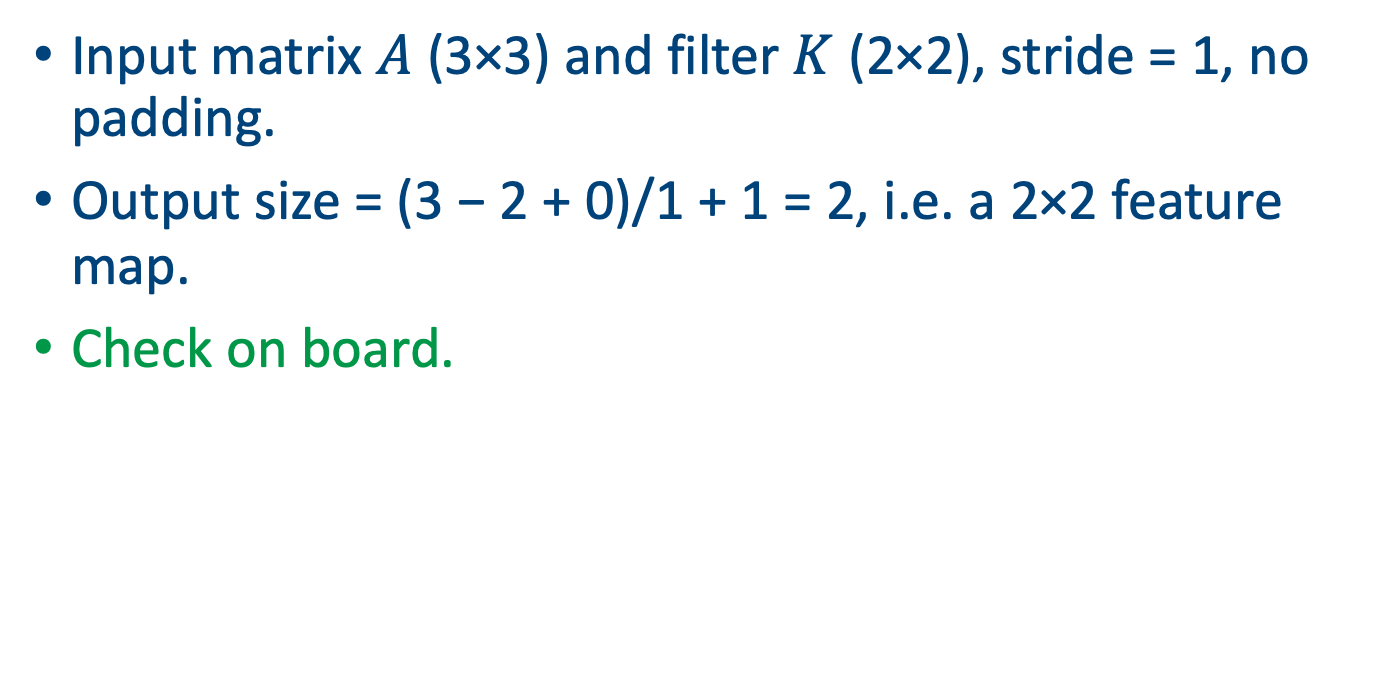 • Input matrix A (3×3) and filter K (2×2), stride = 1, no
padding.
• Output size = (3 − 2 + 0)/1 + 1 = 2, i.e. a 2×2 feature
map.
• Check on board.